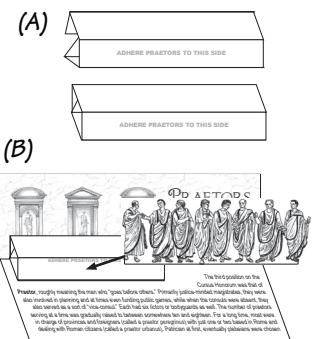 (A)
ADHERE PRAETORS TO THIS SIDE
ADHERE PRAETORS TO THIS SIDE
(B)
PRAETORS
ADHERE PRAETORS TO THIS SIDE
The third position on the
Cursus Honorum was that of
Praetor, roughly meaning the man who "goes before others." Primarily justice-minded magistrates, they were
also involved in planning and at times even funding public games, while when the consuls were absent, they
also served as a sort of "vice-consul." Each had six lictors or bodyguards as well. The number of praetors
serving at a time was gradually raised to between somewhere ten and eighteen. For a long time, most were
in charge of provinces and foreigners (called a praetor peregrinus) with just one or two based in Rome and
dealing with Roman citizens (called a praetor urbanus). Patricians at first, eventually plebeians were chosen